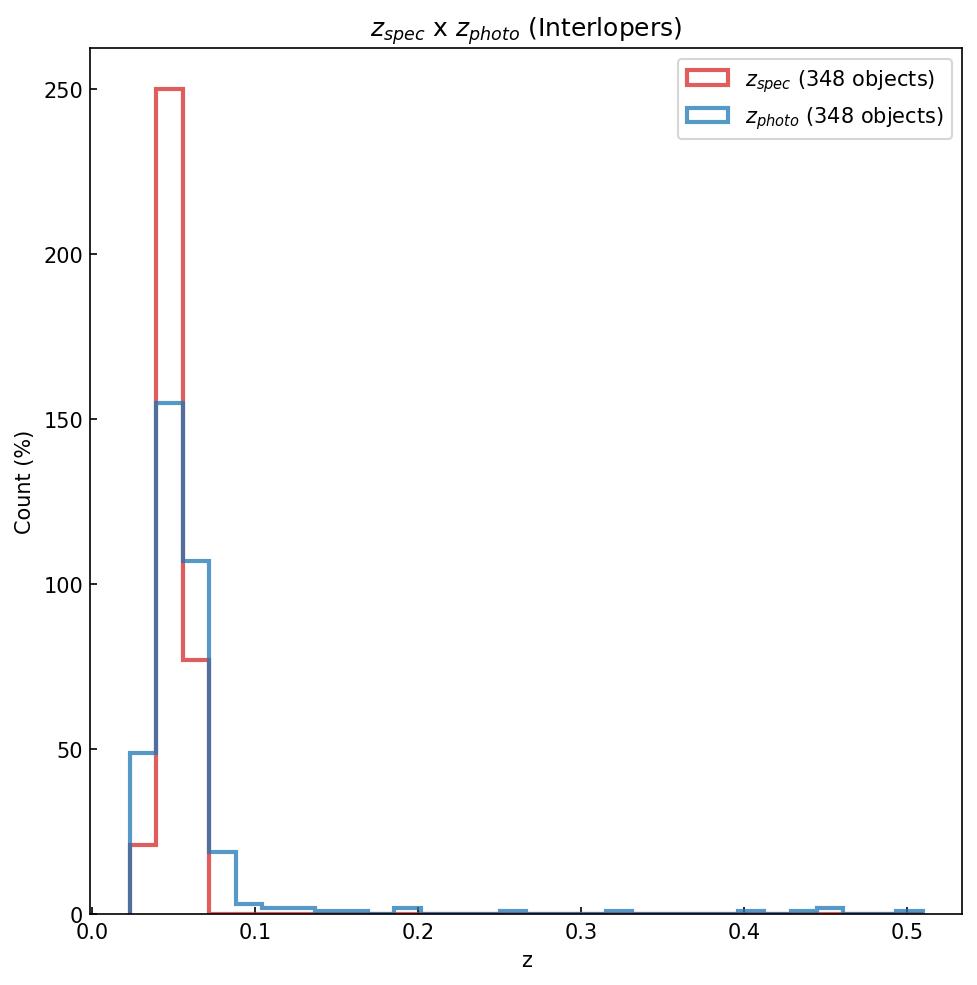 z_spec x z_photo (Interlopers)
z_spec (348 objects)
z_photo (348 objects)
Count (%)
250
200
150
100
50
0
0.0 0.1 0.2 0.3 0.4 0.5
z